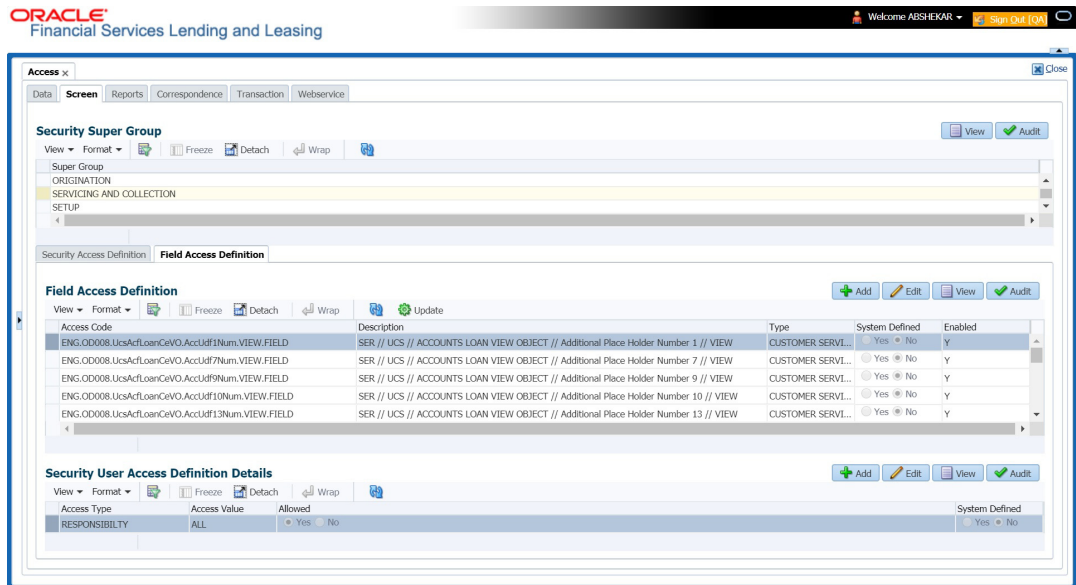 ORACLE
Financial Services Lending and Leasing
Welcome ABSHEKAR
Sign Out [QA]
Access ×
Close
Data Screen Reports Correspondence Transaction Webservice
Security Super Group
View Audit
View Format Freeze Detach Wrap
Super Group
ORIGINATION
SERVICING AND COLLECTION
SETUP
Security Access Definition Field Access Definition
Field Access Definition
Add Edit View Audit
View Format Freeze Detach Wrap Update
Access Code Description Type System Defined Enabled
ENG.OD008.UcsAcfLoanCeVO.AccUdf1Num.VIEW.FIELD SER // UCS // ACCOUNTS LOAN VIEW OBJECT // Additional Place Holder Number 1 // VIEW CUSTOMER SERVI... Yes No Y
ENG.OD008.UcsAcfLoanCeVO.AccUdf7Num.VIEW.FIELD SER // UCS // ACCOUNTS LOAN VIEW OBJECT // Additional Place Holder Number 7 // VIEW CUSTOMER SERVI... Yes No Y
ENG.OD008.UcsAcfLoanCeVO.AccUdf9Num.VIEW.FIELD SER // UCS // ACCOUNTS LOAN VIEW OBJECT // Additional Place Holder Number 9 // VIEW CUSTOMER SERVI... Yes No Y
ENG.OD008.UcsAcfLoanCeVO.AccUdf10Num.VIEW.FIELD SER // UCS // ACCOUNTS LOAN VIEW OBJECT // Additional Place Holder Number 10 // VIEW CUSTOMER SERVI... Yes No Y
ENG.OD008.UcsAcfLoanCeVO.AccUdf13Num.VIEW.FIELD SER // UCS // ACCOUNTS LOAN VIEW OBJECT // Additional Place Holder Number 13 // VIEW CUSTOMER SERVI... Yes No Y
Security User Access Definition Details
Add Edit View Audit
View Format Freeze Detach Wrap
Access Type Access Value Allowed System Defined
RESPONSIBILTY ALL Yes No Yes No